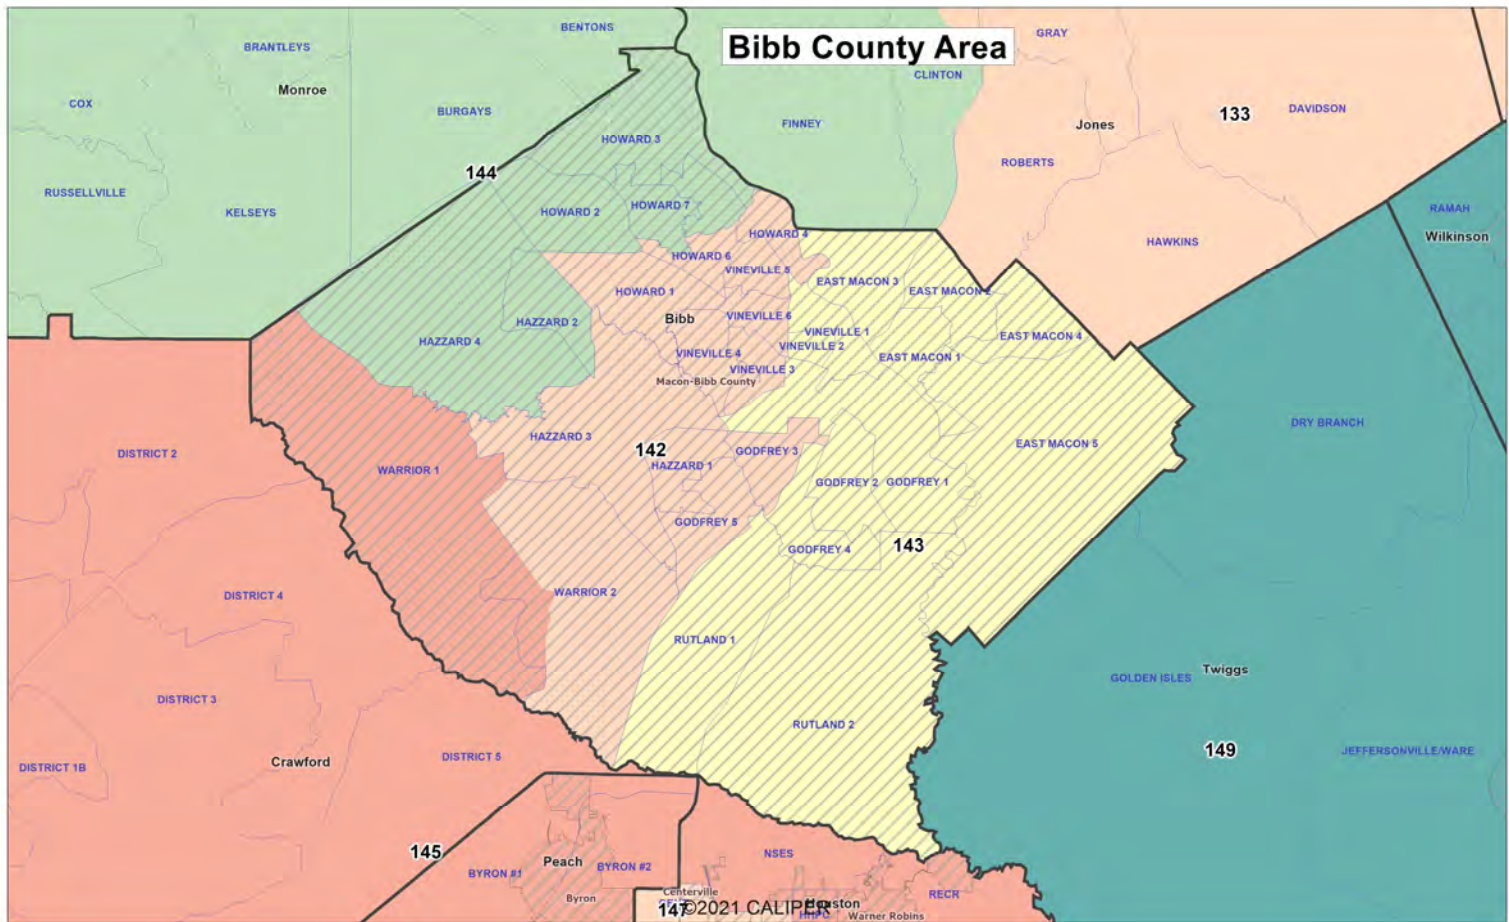 BENTONS
GRAY
BRANTLEYS
Bibb County Area
CLINTON
Monroe
COX
BURGAYS
FINNEY
Jones
133
DAVIDSON
HOWARD 3
ROBERTS
144
RUSSELLVILLE
KELSEYS
HOWARD 2
HOWARD 7
RAMAH
Wilkinson
HOWARD 4
HAWKINS
HOWARD 6
VINEVILLE 5
EAST MACON 3
HOWARD 1
EAST MACON 2
HAZZARD 2
Bibb
VINEVILLE 6
HAZZARD 4
VINEVILLE 1
EAST MACON 4
VINEVILLE 2
VINEVILLE 4
EAST MACON 1
VINEVILLE 3
Macon-Bibb County
DRY BRANCH
HAZZARD 3
EAST MACON 5
DISTRICT 2
142
GODFREY 3
WARRIOR 1
HAZZARD 1
GODFREY 2
GODFREY 1
GODFREY 5
143
GODFREY 4
DISTRICT 4
WARRIOR 2
RUTLAND 1
Twiggs
GOLDEN ISLES
DISTRICT 3
RUTLAND 2
149
JEFFERSONVILLE/WARE
DISTRICT 5
Crawford
DISTRICT 1B
145
NSES
Peach
BYRON #1
BYRON #2
Centerville
RECR
Byron
147
©2021 CALIPER
Houston
HHPC
Warner Robins